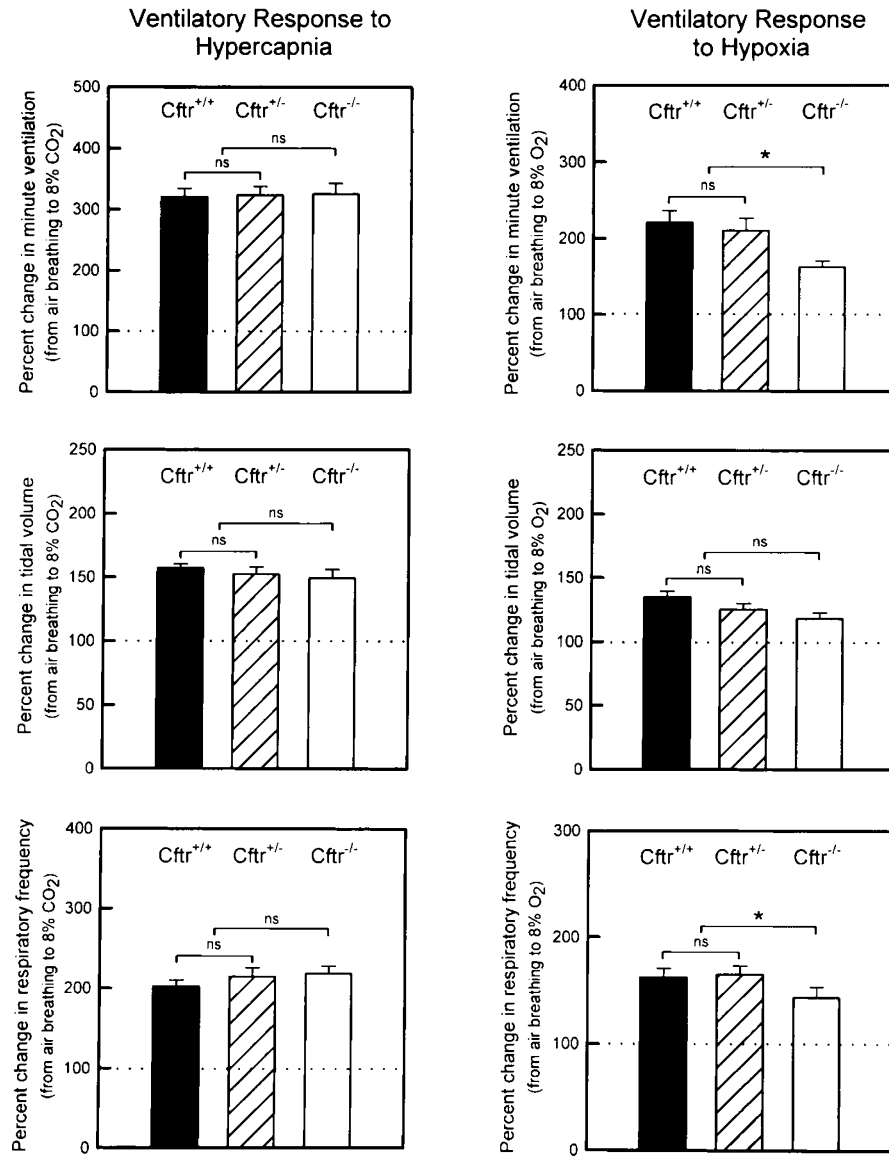 Ventilatory Response to
Hypercapnia
Percent change in minute ventilation
(from air breathing to 8% CO2)
500
400
300
200
100
0
Cftr+/+ Cftr+/- Cftr-/-
ns
ns
Ventilatory Response
to Hypoxia
Percent change in minute ventilation
(from air breathing to 8% O2)
400
300
200
100
0
Cftr+/+ Cftr+/- Cftr-/-
*
ns
Percent change in tidal volume
(from air breathing to 8% CO2)
250
200
150
100
50
0
Cftr+/+ Cftr+/- Cftr-/-
ns
ns
Percent change in tidal volume
(from air breathing to 8% O2)
250
200
150
100
50
0
Cftr+/+ Cftr+/- Cftr-/-
ns
ns
Percent change in respiratory frequency
(from air breathing to 8% CO2)
400
300
200
100
0
Cftr+/+ Cftr+/- Cftr-/-
ns
ns
Percent change in respiratory frequency
(from air breathing to 8% O2)
300
200
100
0
Cftr+/+ Cftr+/- Cftr-/-
*
ns